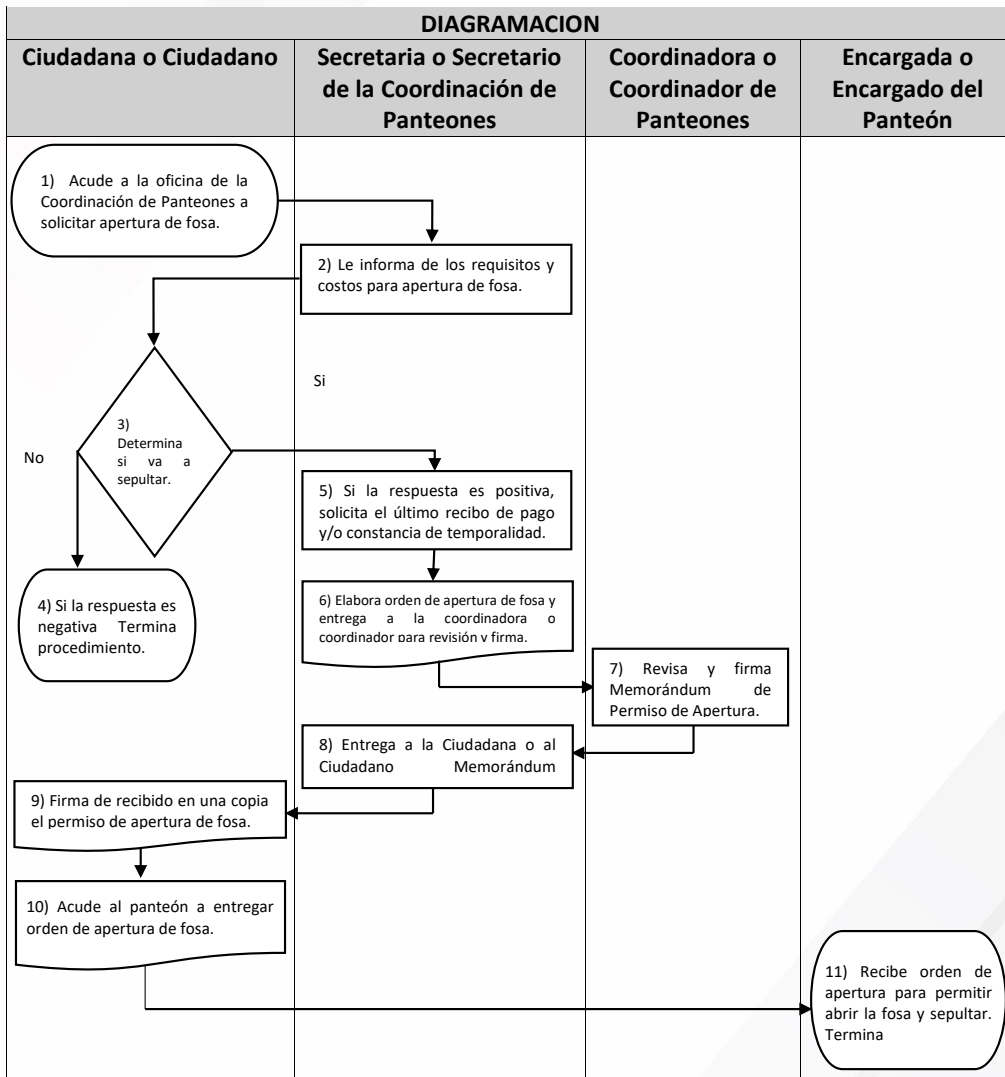 DIAGRAMACION
Ciudadana o Ciudadano
Secretaria o Secretario
de la Coordinación de
Panteones
Coordinadora o
Coordinador de
Panteones
Encargada o
Encargado del
Panteón
1) Acude a la oficina de la
Coordinación de Panteones a
solicitar apertura de fosa.
2) Le informa de los requisitos y
costos para apertura de fosa.
3)
Determina
si va a
sepultar.
Si
No
4) Si la respuesta es
negativa Termina
procedimiento.
5) Si la respuesta es positiva,
solicita el último recibo de pago
y/o constancia de temporalidad.
6) Elabora orden de apertura de fosa y
entrega a la coordinadora o
coordinador para revisión y firma.
7) Revisa y firma
Memorándum de
Permiso de Apertura.
8) Entrega a la Ciudadana o al
Ciudadano Memorándum
9) Firma de recibido en una copia
el permiso de apertura de fosa.
10) Acude al panteón a entregar
orden de apertura de fosa.
11) Recibe orden de
apertura para permitir
abrir la fosa y sepultar.
Termina